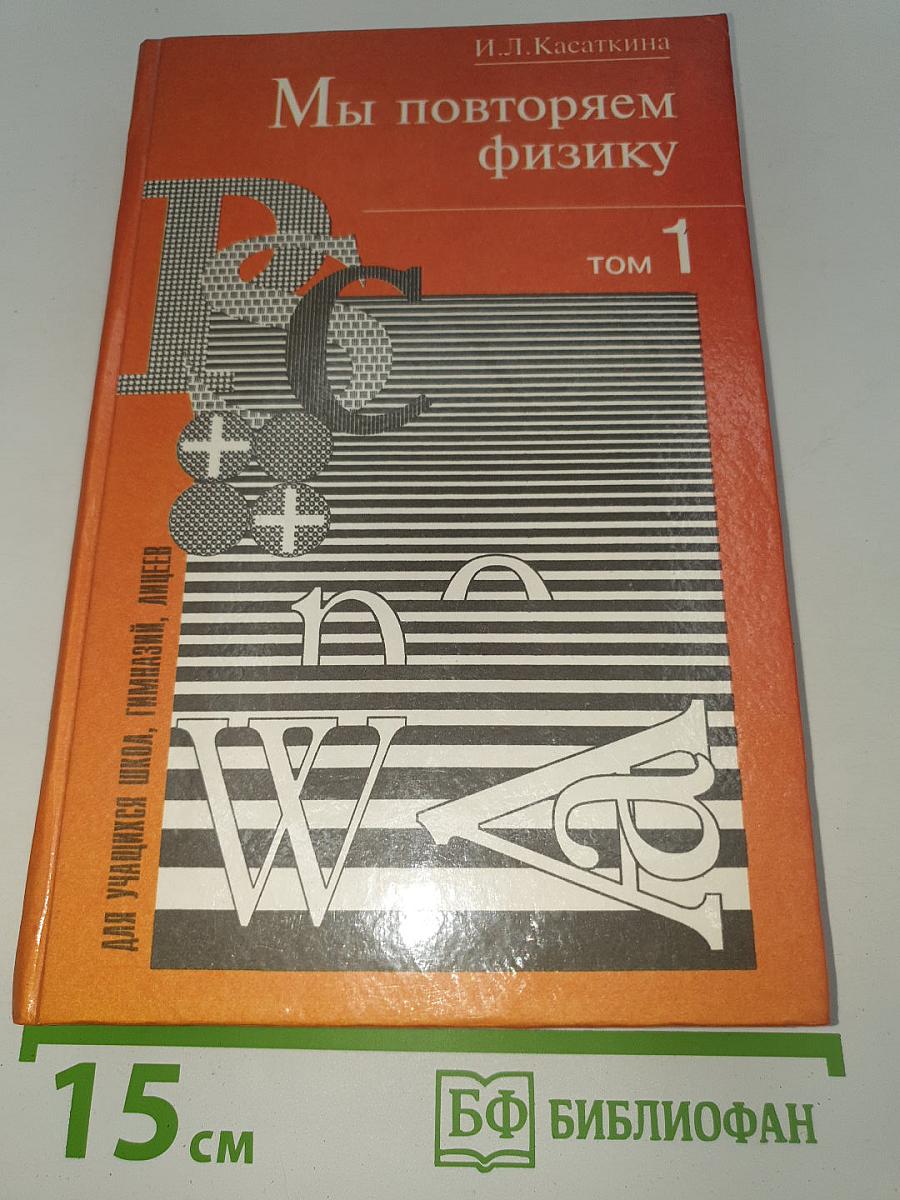 И.Л.Касаткина
Мы повторяем
физику
том 1
P
S
C
n
o
W
A
a
ДЛЯ УЧАЩИХСЯ ШКОЛ, ГИМНАЗИЙ, ЛИЦЕЕВ
15 см
БФ БИБЛИОФАН